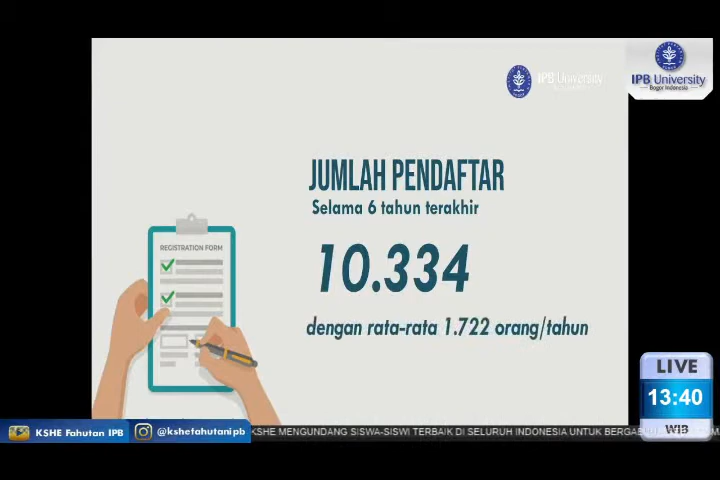 IPB University
IPB University
Bogor Indonesia
JUMLAH PENDAFTAR
Selama 6 tahun terakhir
REGISTRATION FORM
10.334
dengan rata-rata 1.722 orang/tahun
LIVE
13:40
WIB
KSHE Fahutan IPB
@kshefahutanipb
KSHE MENGUNDANG SISWA-SISWI TERBAIK DI SELURUH INDONESIA UNTUK